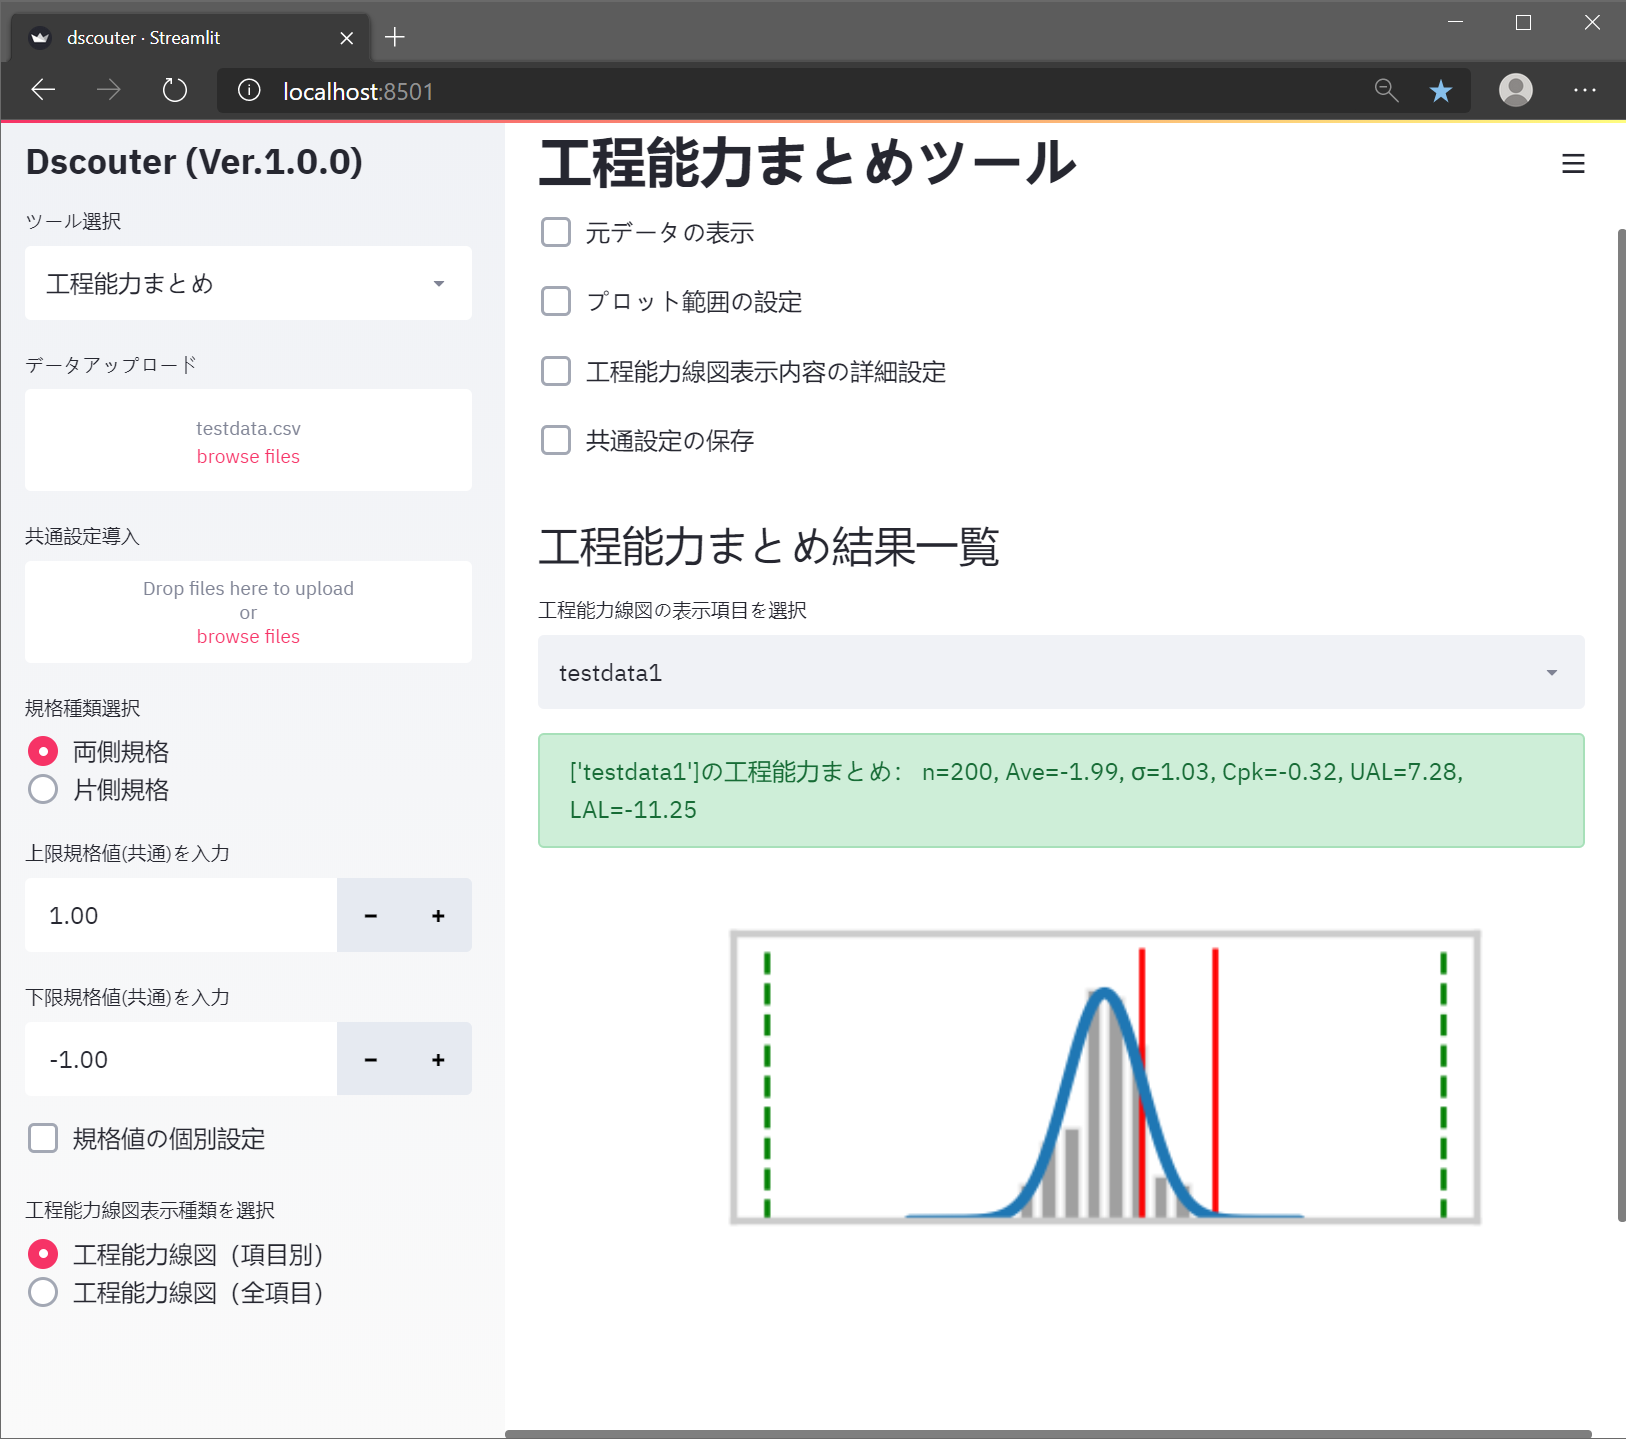 dscouter · Streamlit
localhost:8501
Dscouter (Ver.1.0.0)
ツール選択
工程能力まとめ
データアップロード
testdata.csv
browse files
共通設定導入
Drop files here to upload
or
browse files
規格種類選択
両側規格
片側規格
上限規格値(共通)を入力
1.00
- +
下限規格値(共通)を入力
-1.00
- +
規格値の個別設定
工程能力線図表示種類を選択
工程能力線図（項目別）
工程能力線図（全項目）
工程能力まとめツール
元データの表示
プロット範囲の設定
工程能力線図表示内容の詳細設定
共通設定の保存
工程能力まとめ結果一覧
工程能力線図の表示項目を選択
testdata1
['testdata1']の工程能力まとめ： n=200, Ave=-1.99, σ=1.03, Cpk=-0.32, UAL=7.28,
LAL=-11.25